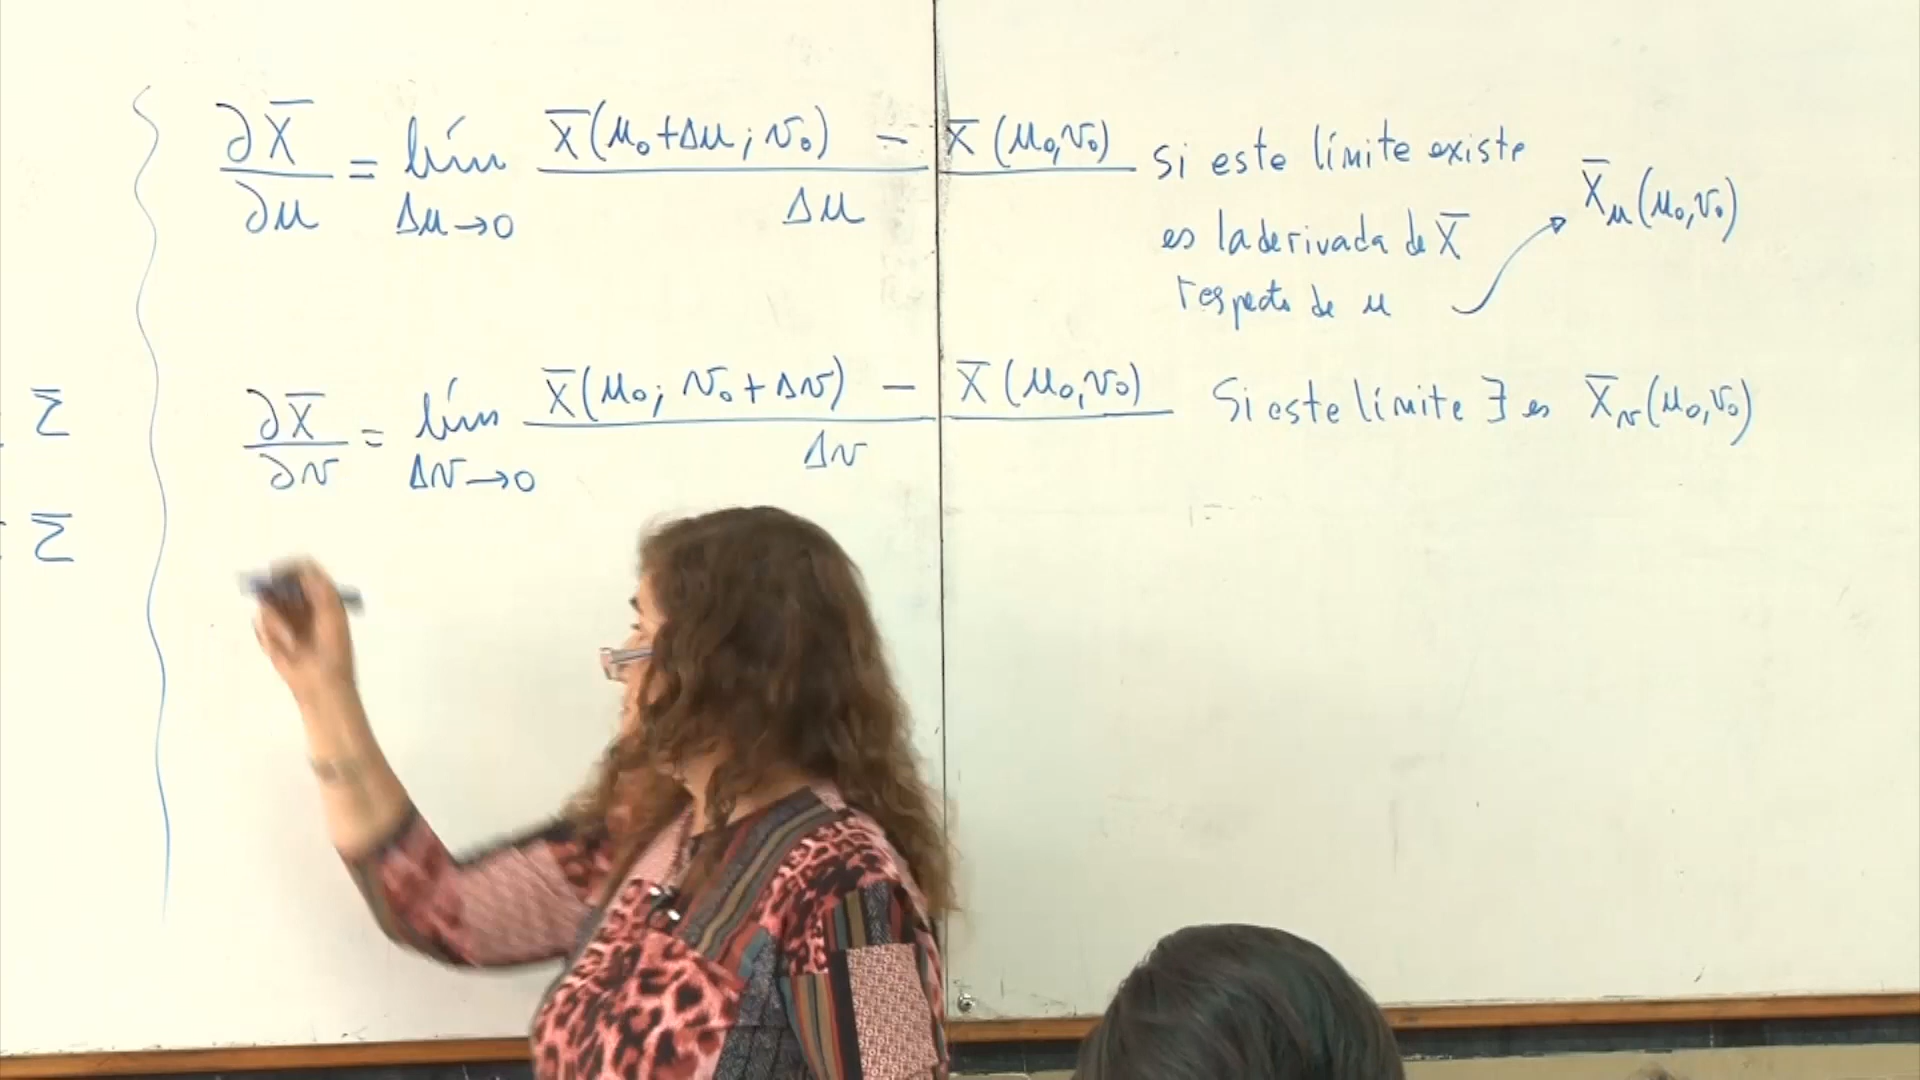 ∂X̄/∂u = lím Δu→0 X̄(u₀+Δu; v₀) − X̄(u₀,v₀) / Δu si este límite existe
es la derivada de X̄
respecto de u → X̄ᵤ(u₀,v₀)
∂X̄/∂v = lím Δv→0 X̄(u₀; v₀+Δv) − X̄(u₀,v₀) / Δv Si este límite ∃ es X̄ᵥ(u₀,v₀)
Σ̄
Σ̄